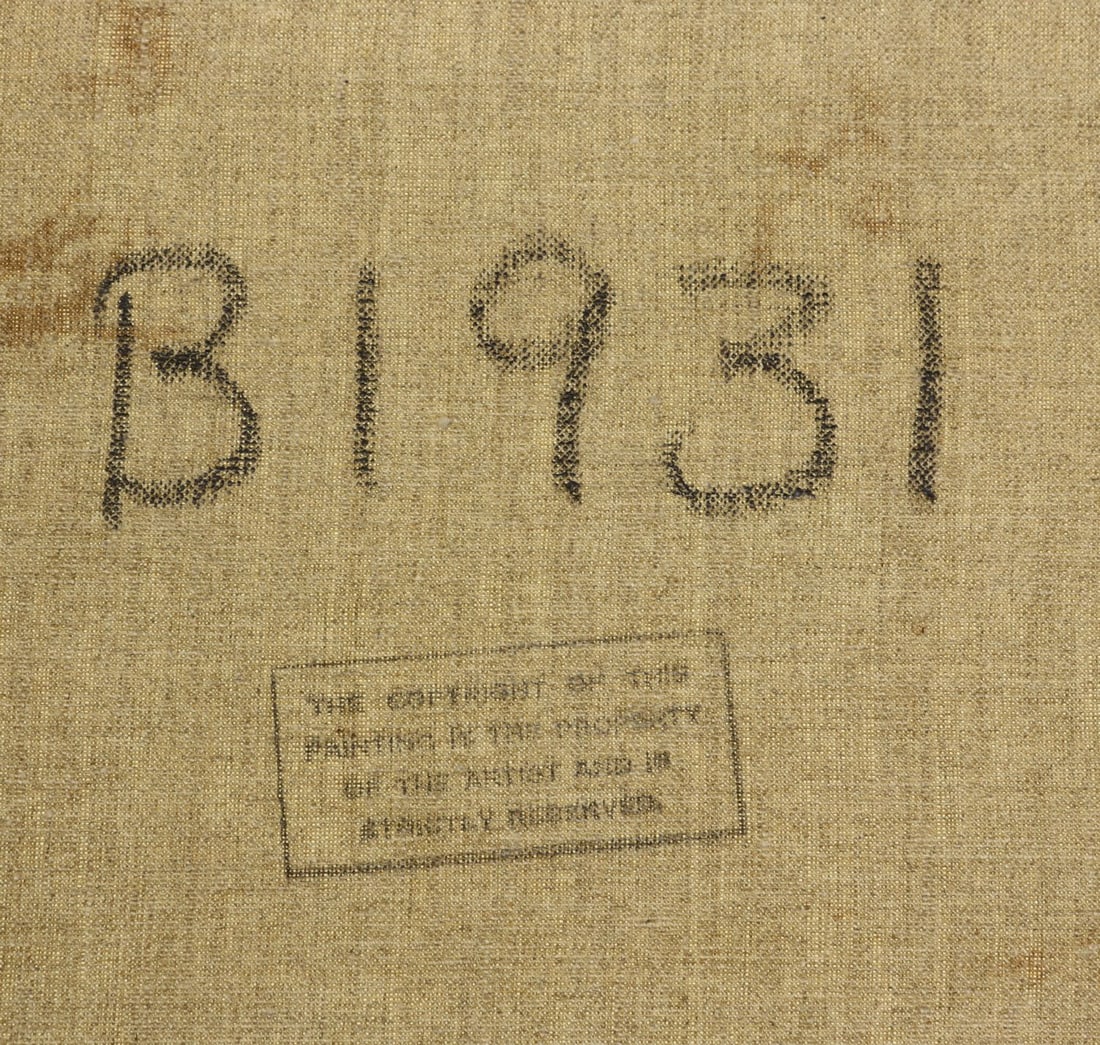 B1931
THE COPYRIGHT OF THIS
PAINTING IS THE PROPERTY
OF THE ARTIST AND IS
STRICTLY RESERVED.